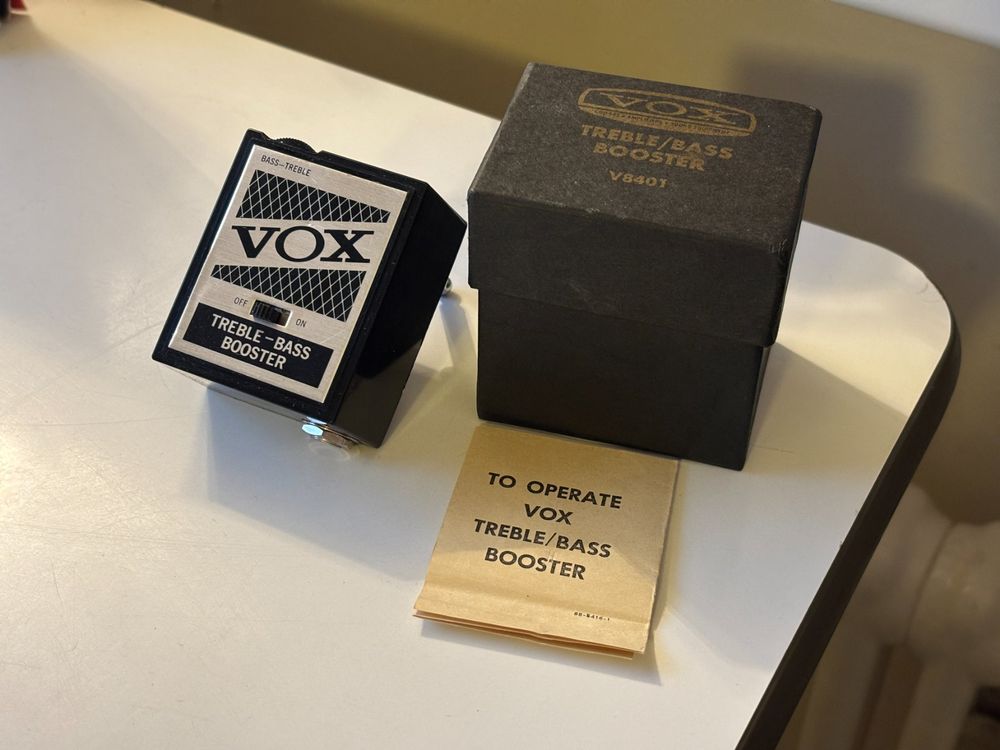 BASS–TREBLE
VOX
OFF
ON
TREBLE–BASS
BOOSTER
VOX
TREBLE/BASS
BOOSTER
V8401
TO OPERATE
VOX
TREBLE/BASS
BOOSTER